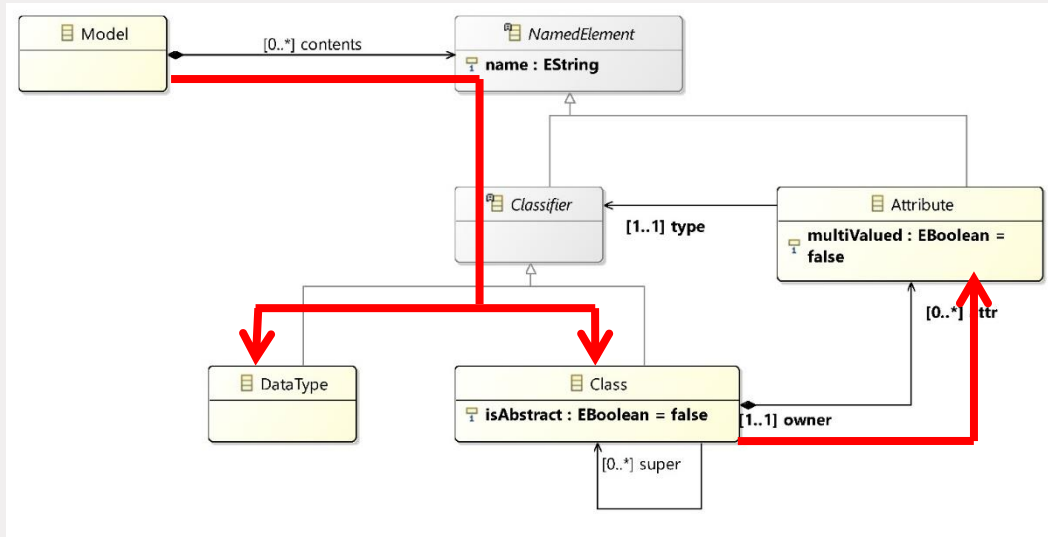 Model
[0..*] contents
NamedElement
name : EString
Classifier
[1..1] type
Attribute
multiValued : EBoolean =
false
[0..*] attr
DataType
Class
isAbstract : EBoolean = false
[1..1] owner
[0..*] super